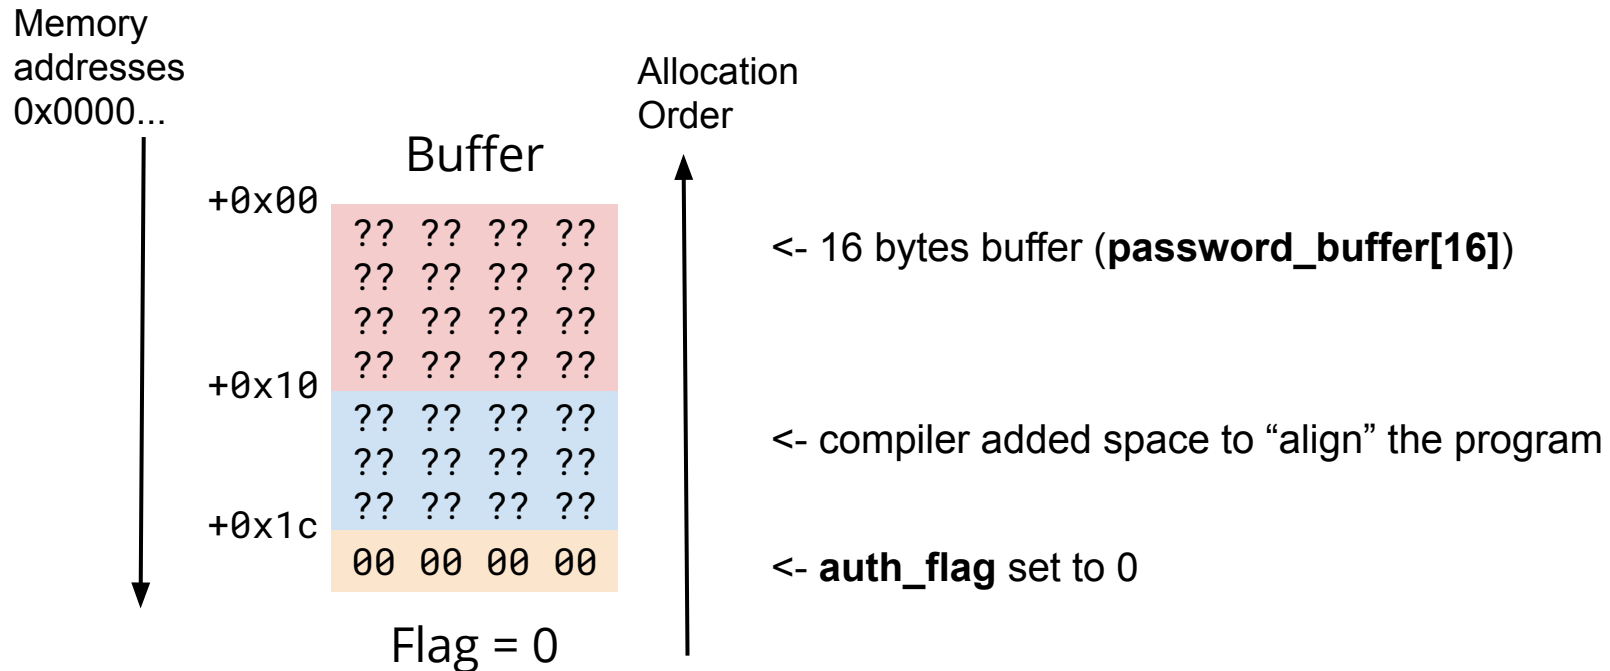 Memory
addresses
0x0000...
Allocation
Order
Buffer
+0x00
?? ?? ?? ??
<- 16 bytes buffer (password_buffer[16])
?? ?? ?? ??
?? ?? ?? ??
?? ?? ?? ??
+0x10
?? ?? ?? ??
<- compiler added space to “align” the program
?? ?? ?? ??
?? ?? ?? ??
+0x1c
00 00 00 00
<- auth_flag set to 0
Flag = 0